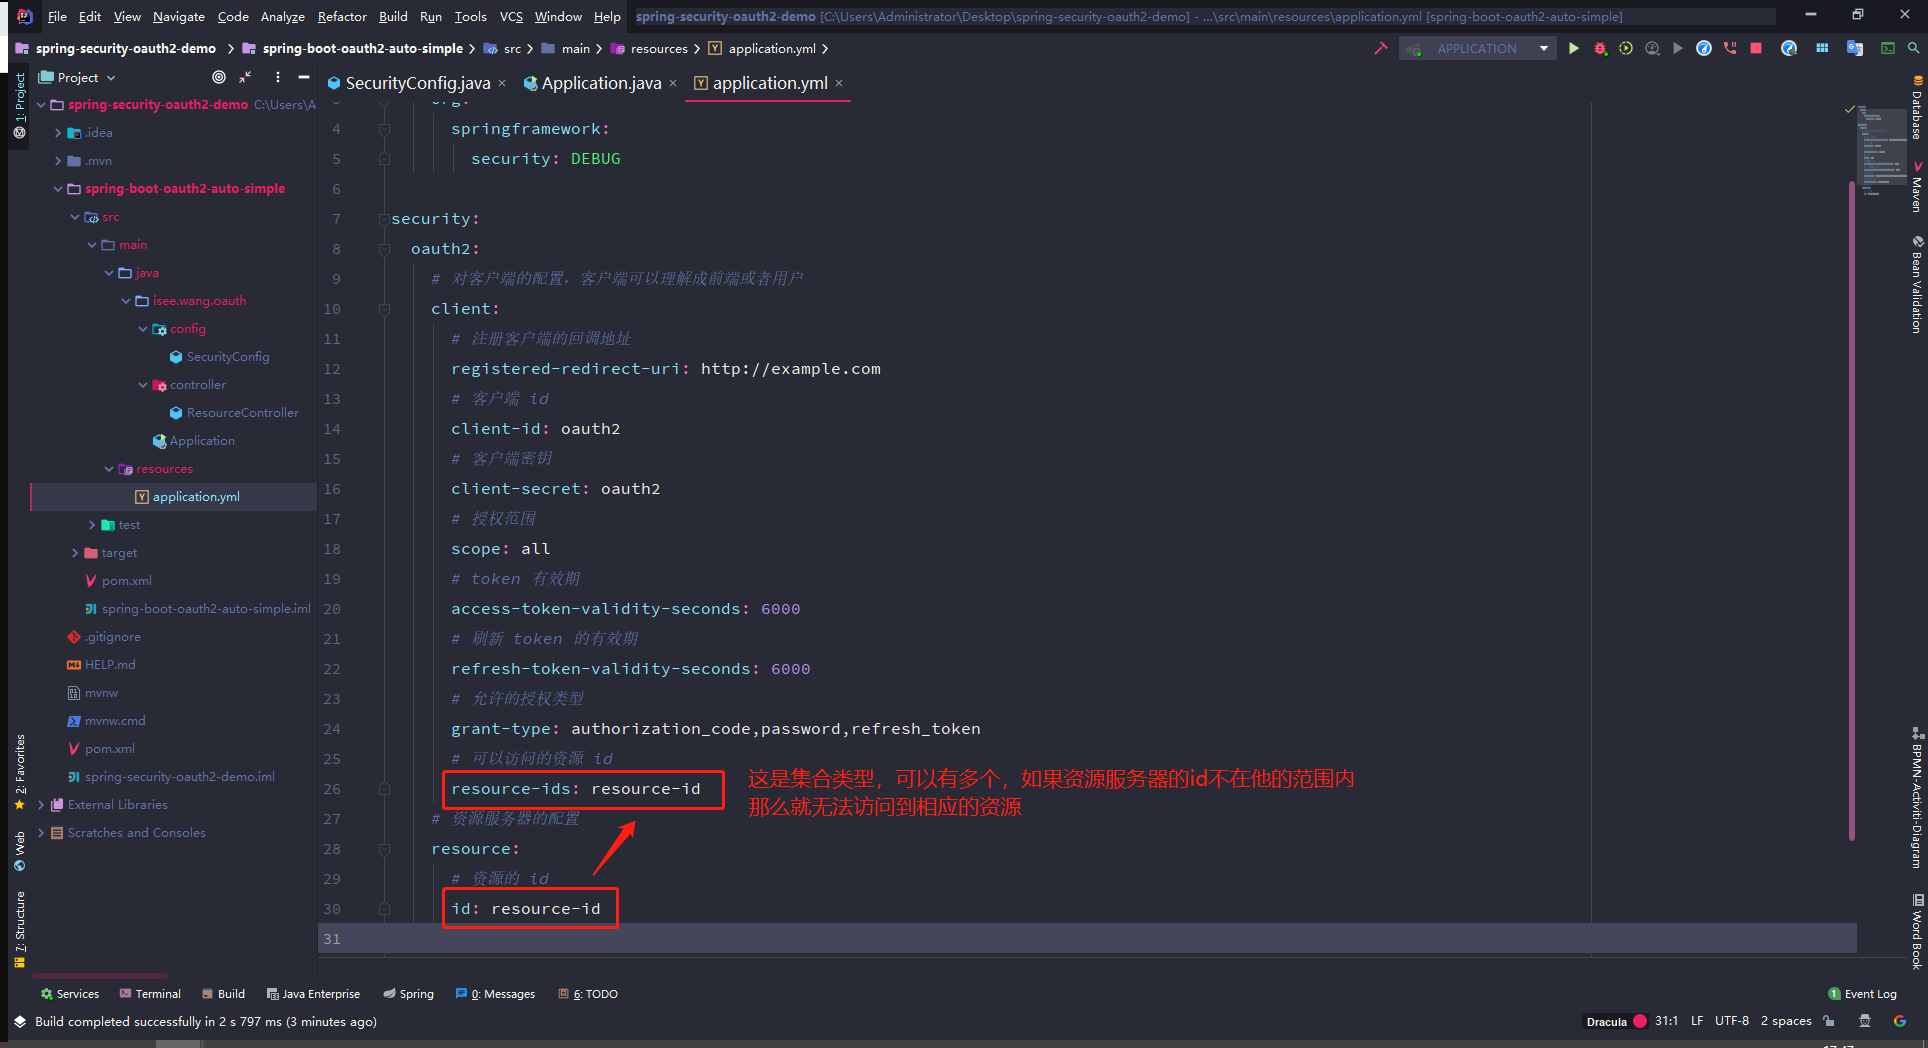 File Edit View Navigate Code Analyze Refactor Build Run Tools VCS Window Help spring-security-oauth2-demo [C:\Users\Administrator\Desktop\spring-security-oauth2-demo] - ...\src\main\resources\application.yml [spring-boot-oauth2-auto-simple]
spring-security-oauth2-demo spring-boot-oauth2-auto-simple src main resources application.yml APPLICATION
Project
SecurityConfig.java Application.java application.yml
1: Project
2: Favorites
Web
7: Structure
spring-security-oauth2-demo C:\Users\A
.idea
.mvn
spring-boot-oauth2-auto-simple
src
main
java
isee.wang.oauth
config
SecurityConfig
controller
ResourceController
Application
resources
application.yml
test
target
pom.xml
spring-boot-oauth2-auto-simple.iml
.gitignore
HELP.md
mvnw
mvnw.cmd
pom.xml
spring-security-oauth2-demo.iml
External Libraries
Scratches and Consoles
4 springframework:
5 security: DEBUG
6
7 security:
8 oauth2:
9 # 对客户端的配置，客户端可以理解成前端或者用户
10 client:
11 # 注册客户端的回调地址
12 registered-redirect-uri: http://example.com
13 # 客户端 id
14 client-id: oauth2
15 # 客户端密钥
16 client-secret: oauth2
17 # 授权范围
18 scope: all
19 # token 有效期
20 access-token-validity-seconds: 6000
21 # 刷新 token 的有效期
22 refresh-token-validity-seconds: 6000
23 # 允许的授权类型
24 grant-type: authorization_code,password,refresh_token
25 # 可以访问的资源 id
26 resource-ids: resource-id
27 # 资源服务器的配置
28 resource:
29 # 资源的 id
30 id: resource-id
31
这是集合类型，可以有多个，如果资源服务器的id不在他的范围内
那么就无法访问到相应的资源
Database
Maven
Bean Validation
BPMN-Activiti-Diagram
Word Book
Services Terminal Build Java Enterprise Spring 0: Messages 6: TODO 1 Event Log
Build completed successfully in 2 s 797 ms (3 minutes ago) Dracula 31:1 LF UTF-8 2 spaces